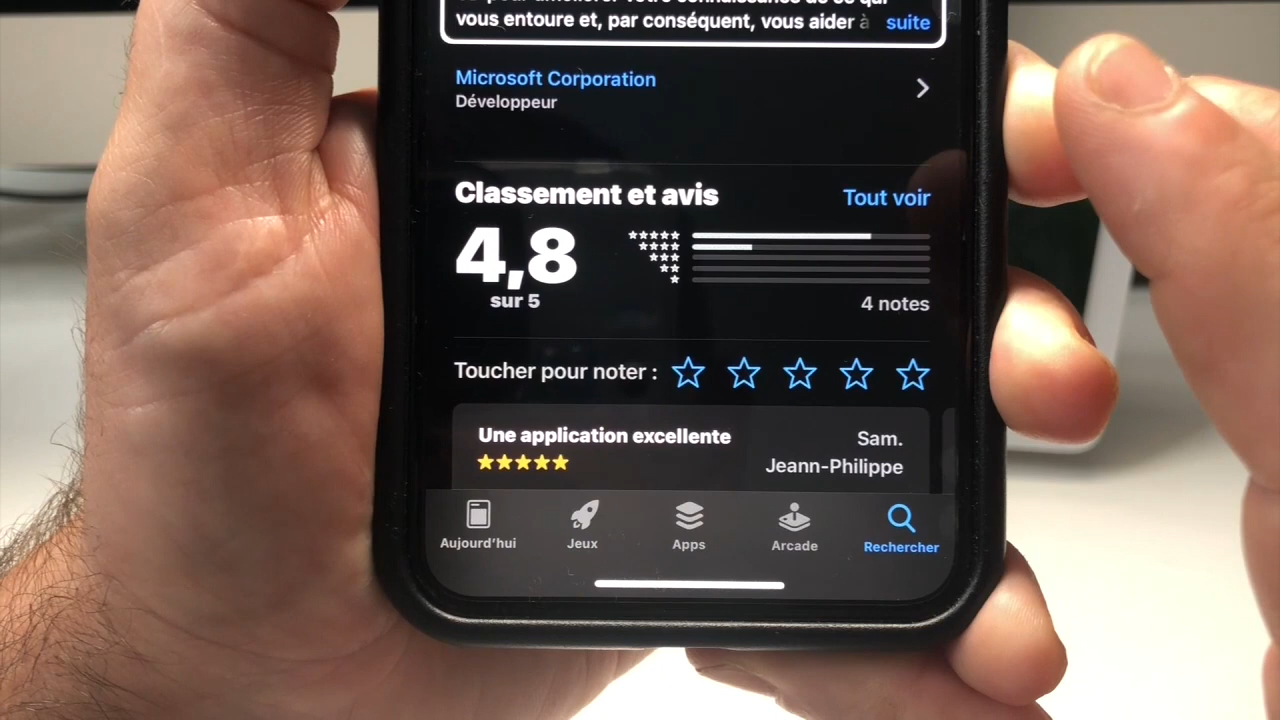 vous entoure et, par conséquent, vous aider à suite
Microsoft Corporation
Développeur
Classement et avis Tout voir
4,8
sur 5
4 notes
Toucher pour noter :
Une application excellente Sam.
Jeann-Philippe
Aujourd'hui Jeux Apps Arcade Rechercher